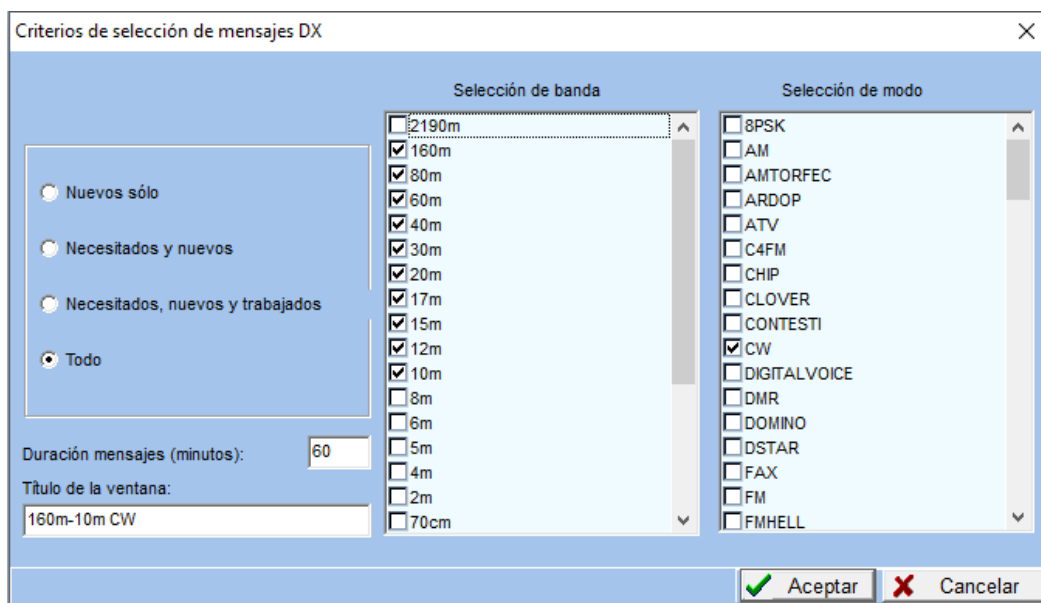 Criterios de selección de mensajes DX
Nuevos sólo
Necesitados y nuevos
Necesitados, nuevos y trabajados
Todo
Duración mensajes (minutos):
60
Título de la ventana:
160m-10m CW
Selección de banda
2190m
160m
80m
60m
40m
30m
20m
17m
15m
12m
10m
8m
6m
5m
4m
2m
70cm
Selección de modo
8PSK
AM
AMTORFEC
ARDOP
ATV
C4FM
CHIP
CLOVER
CONTESTI
CW
DIGITALVOICE
DMR
DOMINO
DSTAR
FAX
FM
FMHELL
Aceptar
Cancelar